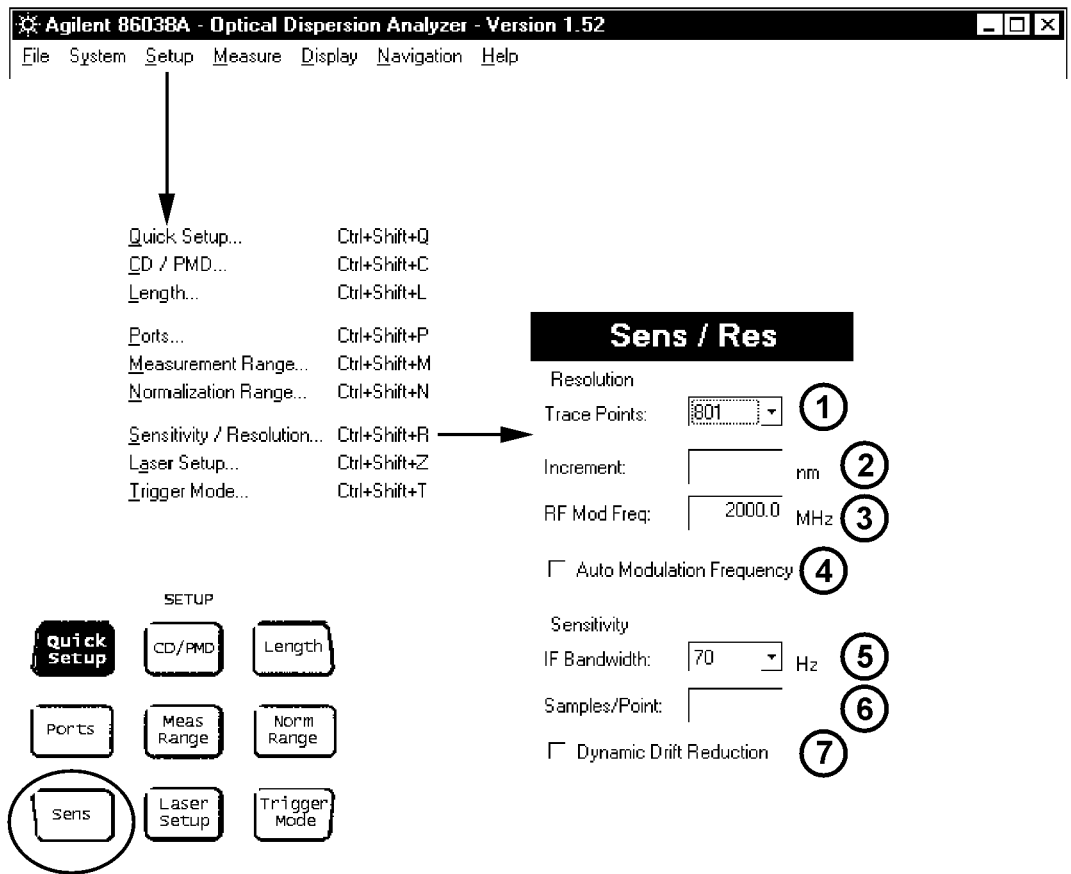 Agilent 86038A - Optical Dispersion Analyzer - Version 1.52
File System Setup Measure Display Navigation Help
Quick Setup... Ctrl+Shift+Q
CD / PMD... Ctrl+Shift+C
Length... Ctrl+Shift+L
Ports... Ctrl+Shift+P
Measurement Range... Ctrl+Shift+M
Normalization Range... Ctrl+Shift+N
Sensitivity / Resolution... Ctrl+Shift+R
Laser Setup... Ctrl+Shift+Z
Trigger Mode... Ctrl+Shift+T
Sens / Res
Resolution
Trace Points: 801 1
Increment: nm 2
RF Mod Freq: 2000.0 MHz 3
Auto Modulation Frequency 4
Sensitivity
IF Bandwidth: 70 Hz 5
Samples/Point: 6
Dynamic Drift Reduction 7
SETUP
Quick
Setup
CD/PMD
Length
Ports
Meas
Range
Norm
Range
Sens
Laser
Setup
Trigger
Mode